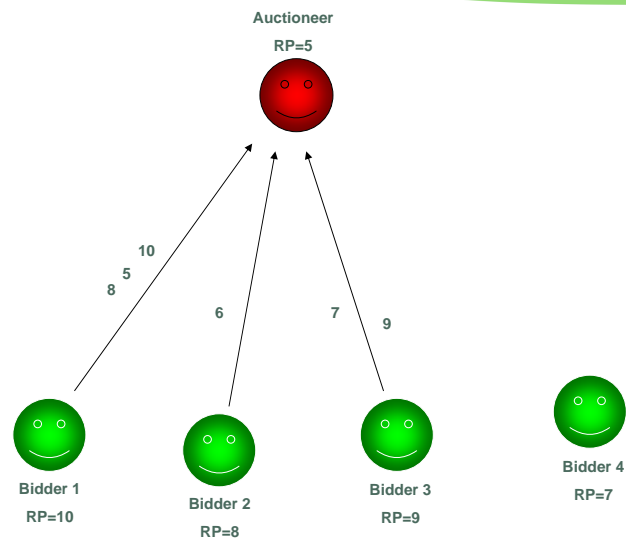 Auctioneer
RP=5
10
5
8
6
7
9
Bidder 1
RP=10
Bidder 2
RP=8
Bidder 3
RP=9
Bidder 4
RP=7